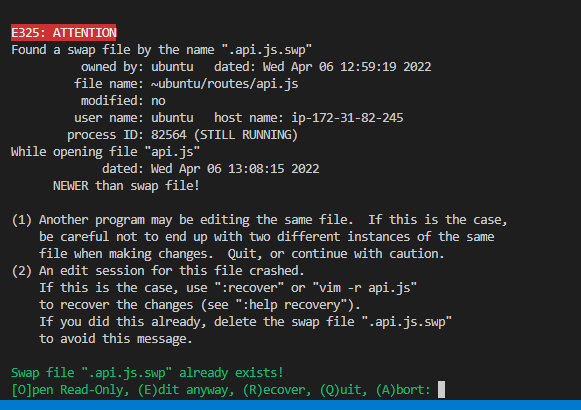 E325: ATTENTION
Found a swap file by the name ".api.js.swp"
owned by: ubuntu   dated: Wed Apr 06 12:59:19 2022
file name: ~ubuntu/routes/api.js
modified: no
user name: ubuntu   host name: ip-172-31-82-245
process ID: 82564 (STILL RUNNING)
While opening file "api.js"
dated: Wed Apr 06 13:08:15 2022
NEWER than swap file!
(1) Another program may be editing the same file.  If this is the case,
be careful not to end up with two different instances of the same
file when making changes.  Quit, or continue with caution.
(2) An edit session for this file crashed.
If this is the case, use ":recover" or "vim -r api.js"
to recover the changes (see ":help recovery").
If you did this already, delete the swap file ".api.js.swp"
to avoid this message.
Swap file ".api.js.swp" already exists!
[O]pen Read-Only, (E)dit anyway, (R)ecover, (Q)uit, (A)bort: